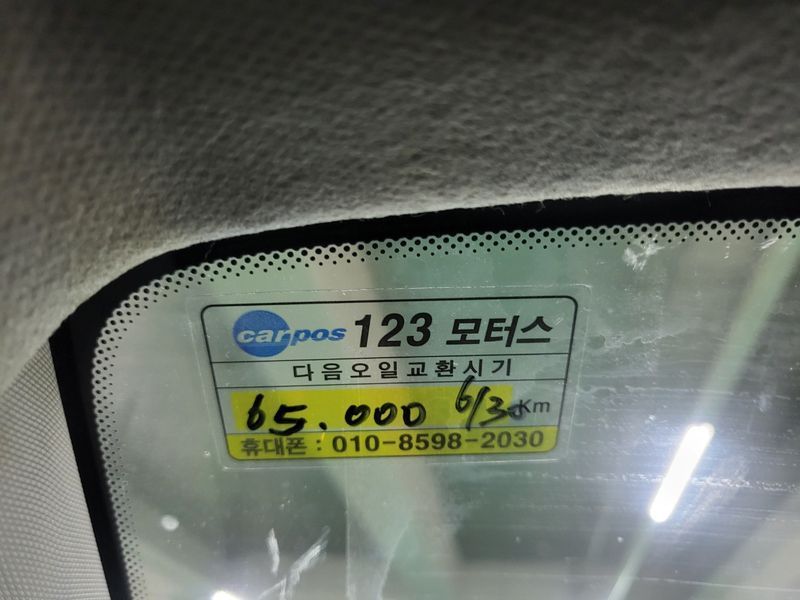 carpos 123 모터스
다음오일교환시기
65.000 6/30 Km
휴대폰 : 010-8598-2030